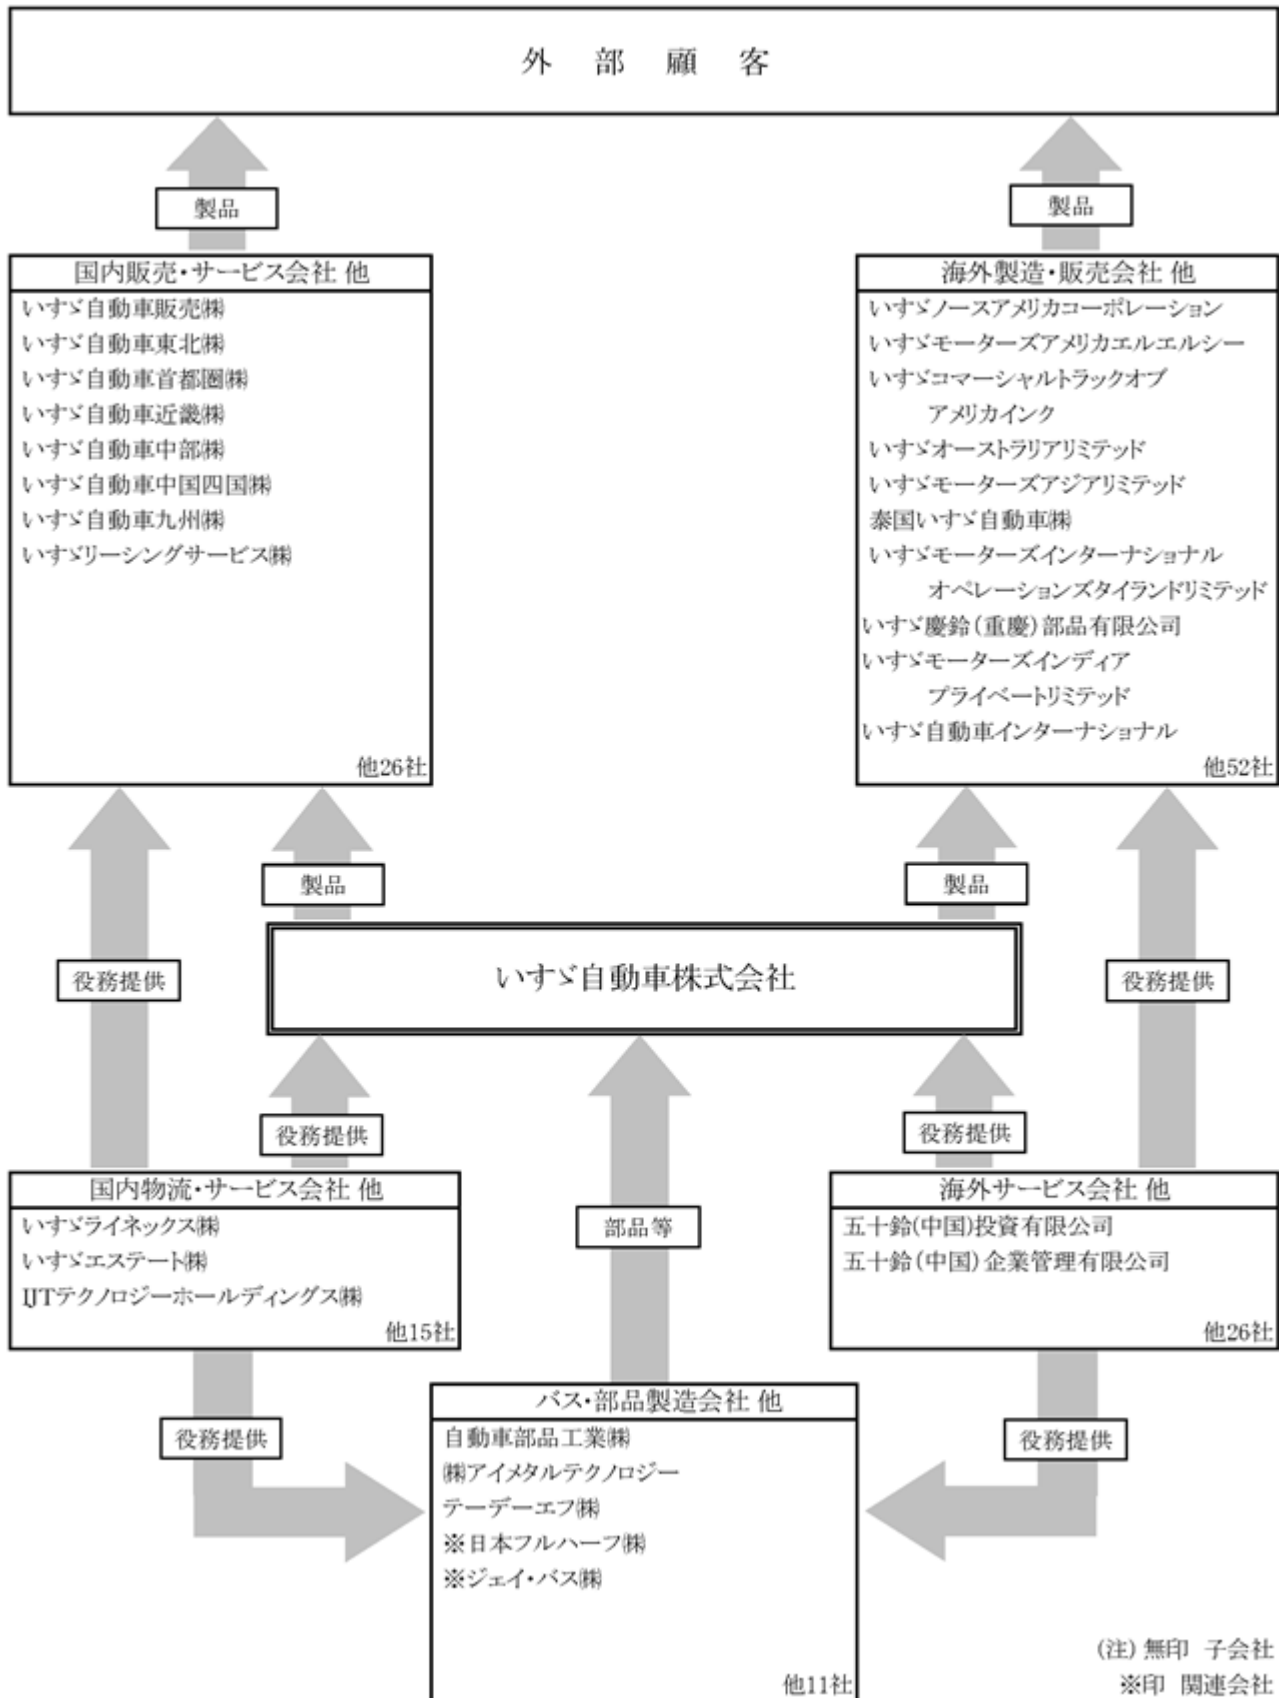 外部顧客
製品
製品
国内販売・サービス会社 他
いすゞ自動車販売㈱
いすゞ自動車東北㈱
いすゞ自動車首都圏㈱
いすゞ自動車近畿㈱
いすゞ自動車中部㈱
いすゞ自動車中国四国㈱
いすゞ自動車九州㈱
いすゞリーシングサービス㈱
他26社
海外製造・販売会社 他
いすゞノースアメリカコーポレーション
いすゞモーターズアメリカエルエルシー
いすゞコマーシャルトラックオブ
アメリカインク
いすゞオーストラリアリミテッド
いすゞモーターズアジアリミテッド
泰国いすゞ自動車㈱
いすゞモーターズインターナショナル
オペレーションズタイランドリミテッド
いすゞ慶鈴(重慶)部品有限公司
いすゞモーターズインディア
プライベートリミテッド
いすゞ自動車インターナショナル
他52社
製品
製品
役務提供
いすゞ自動車株式会社
役務提供
役務提供
役務提供
国内物流・サービス会社 他
いすゞライネックス㈱
いすゞエステート㈱
IJTテクノロジーホールディングス㈱
他15社
部品等
海外サービス会社 他
五十鈴(中国)投資有限公司
五十鈴(中国)企業管理有限公司
他26社
役務提供
役務提供
バス・部品製造会社 他
自動車部品工業㈱
㈱アイメタルテクノロジー
テーデーエフ㈱
※日本フルハーフ㈱
※ジェイ・バス㈱
他11社
(注) 無印 子会社
※印 関連会社